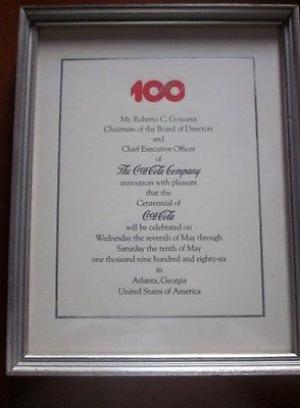 100
Mr. Roberto C. Goizueta
Chairman of the Board of Directors
and
Chief Executive Officer
of
The Coca-Cola Company
announces with pleasure
that the
Centennial of
Coca-Cola
will be celebrated on
Wednesday the seventh of May through
Saturday the tenth of May
one thousand nine hundred and eighty-six
in
Atlanta, Georgia
United States of America